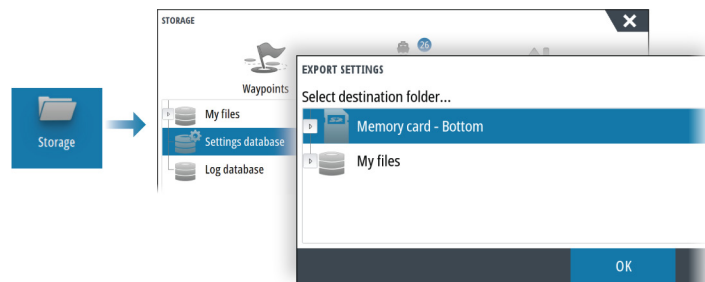 STORAGE
26
Waypoints
My files
Settings database
Log database
Storage
EXPORT SETTINGS
Select destination folder...
Memory card - Bottom
My files
OK